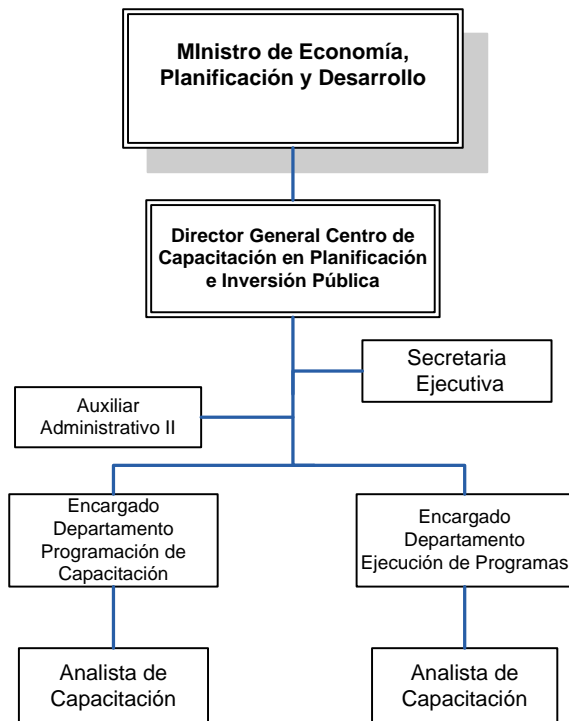 MInistro de Economía,
Planificación y Desarrollo
Director General Centro de
Capacitación en Planificación
e Inversión Pública
Secretaria
Ejecutiva
Auxiliar
Administrativo II
Encargado
Departamento
Programación de
Capacitación
Encargado
Departamento
Ejecución de Programas
Analista de
Capacitación
Analista de
Capacitación